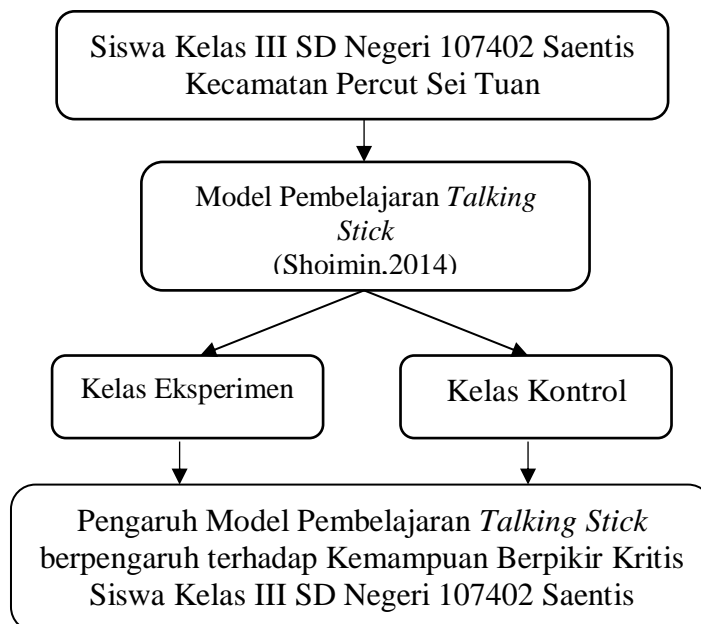 Siswa Kelas III SD Negeri 107402 Saentis
Kecamatan Percut Sei Tuan
Model Pembelajaran Talking
Stick
(Shoimin,2014)
Kelas Eksperimen
Kelas Kontrol
Pengaruh Model Pembelajaran Talking Stick
berpengaruh terhadap Kemampuan Berpikir Kritis
Siswa Kelas III SD Negeri 107402 Saentis